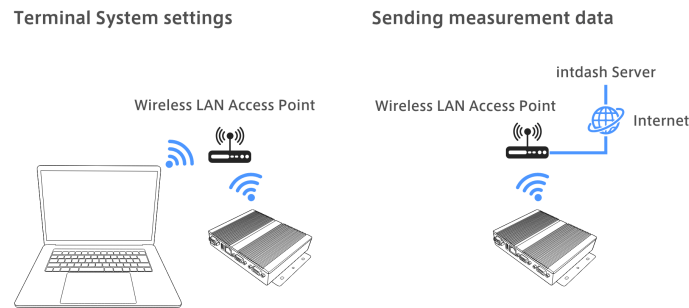 Terminal System settings
Wireless LAN Access Point
Sending measurement data
intdash Server
Wireless LAN Access Point
Internet